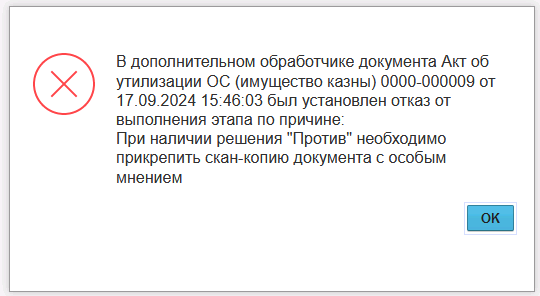 В дополнительном обработчике документа Акт об
утилизации ОС (имущество казны) 0000-000009 от
17.09.2024 15:46:03 был установлен отказ от
выполнения этапа по причине:
При наличии решения "Против" необходимо
прикрепить скан-копию документа с особым
мнением
OK